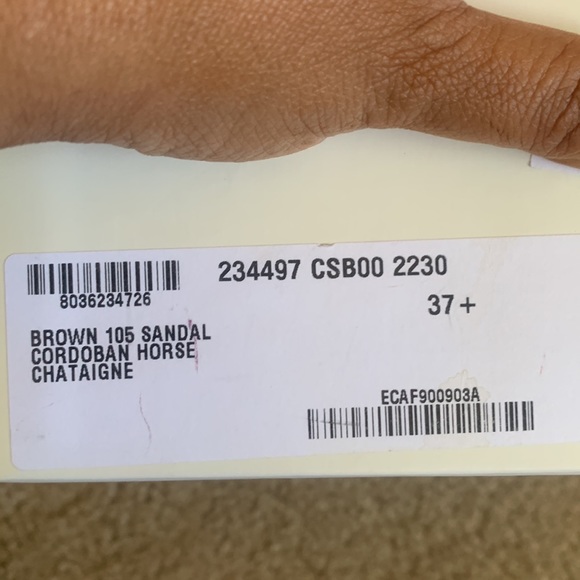 234497 CSB00 2230
8036234726
37+
BROWN 105 SANDAL
CORDOBAN HORSE
CHATAIGNE
ECAF900903A